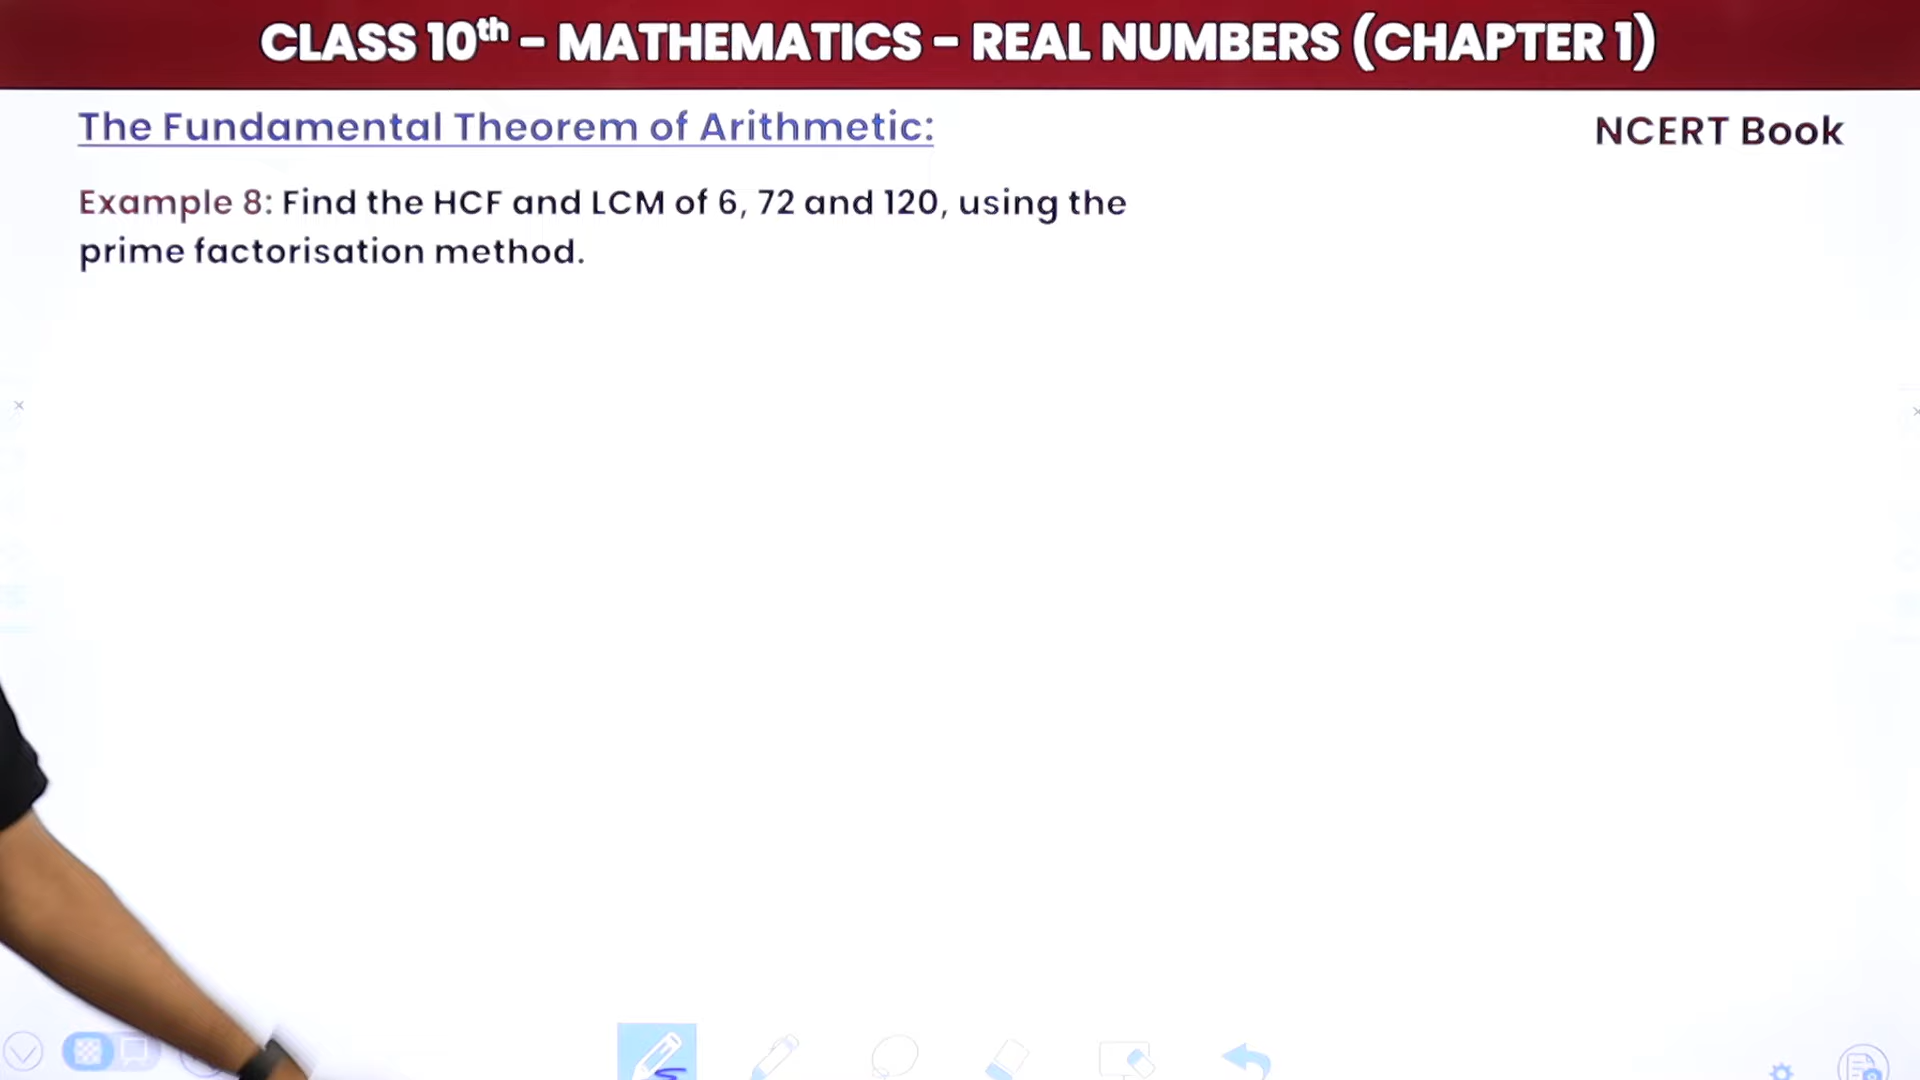 CLASS 10th - MATHEMATICS - REAL NUMBERS (CHAPTER 1)
The Fundamental Theorem of Arithmetic:
NCERT Book
Example 8: Find the HCF and LCM of 6, 72 and 120, using the
prime factorisation method.